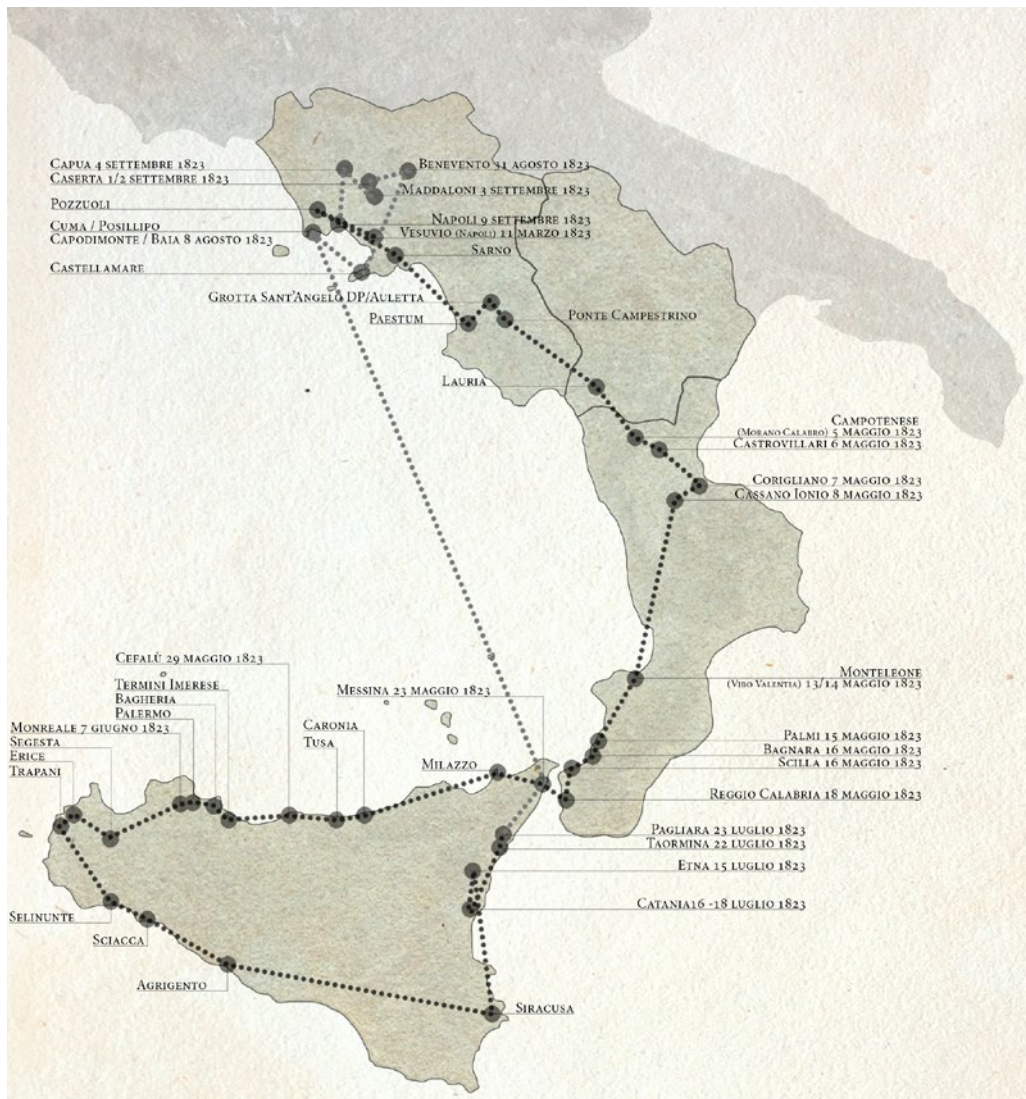 Capua 4 settembre 1823
Benevento 31 agosto 1823
Caserta 1/2 settembre 1823
Maddaloni 3 settembre 1823
Pozzuoli
Napoli 9 settembre 1823
Cuma / Posillipo
Vesuvio (Napoli) 11 marzo 1823
Capodimonte / Baia 8 agosto 1823
Sarno
Castellamare
Grotta Sant'Angelo DP/Auletta
Ponte Campestrino
Paestum
Lauria
Campotenese
(Morano Calabro) 5 maggio 1823
Castrovillari 6 maggio 1823
Corigliano 7 maggio 1823
Cassano Ionio 8 maggio 1823
Cefalù 29 maggio 1823
Monteleone
(Vibo Valentia) 13/14 maggio 1823
Termini Imerese
Messina 23 maggio 1823
Bagheria
Palermo
Monreale 7 giugno 1823
Caronia
Palmi 15 maggio 1823
Segesta
Tusa
Bagnara 16 maggio 1823
Erice
Milazzo
Scilla 16 maggio 1823
Trapani
Reggio Calabria 18 maggio 1823
Pagliara 23 luglio 1823
Taormina 22 luglio 1823
Etna 15 luglio 1823
Catania16 -18 luglio 1823
Selinunte
Sciacca
Agrigento
Siracusa